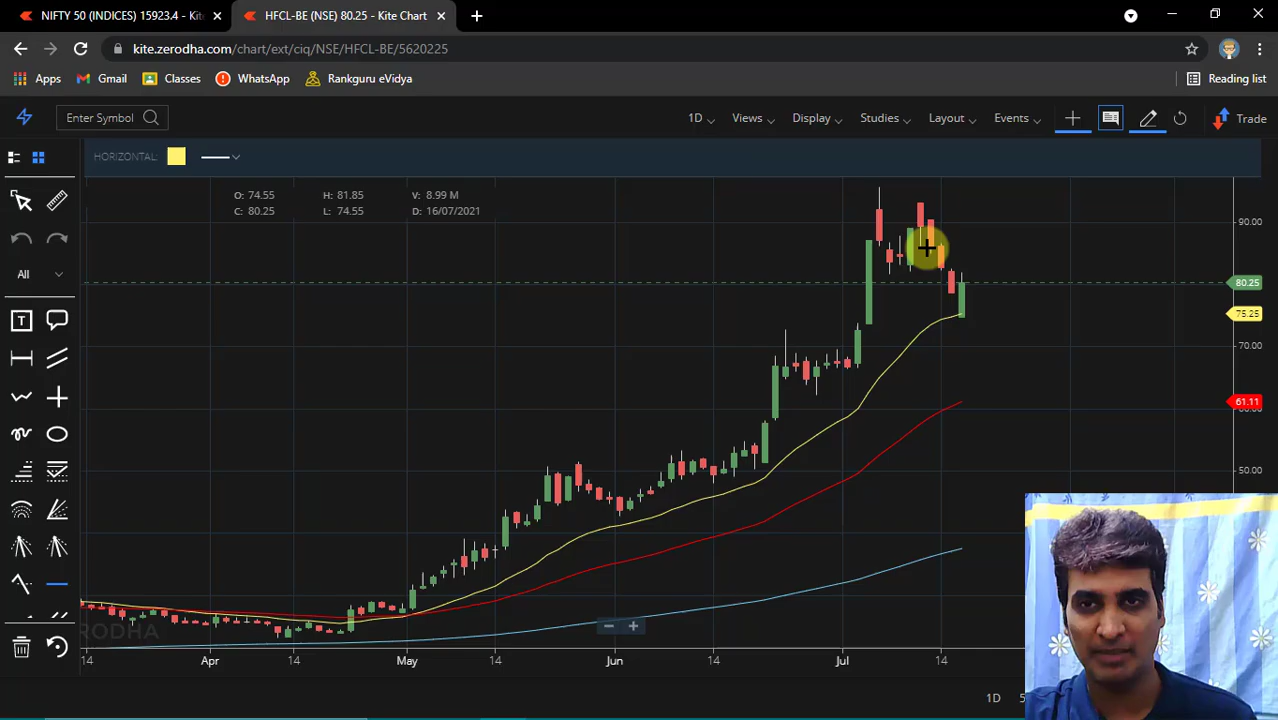 NIFTY 50 (INDICES) 15923.4 - Kite
HFCL-BE (NSE) 80.25 - Kite Chart
kite.zerodha.com/chart/ext/ciq/NSE/HFCL-BE/5620225
Apps Gmail Classes WhatsApp Rankguru eVidya Reading list
Enter Symbol 1D Views Display Studies Layout Events Trade
HORIZONTAL:
O: 74.55 H: 81.85 V: 8.99 M
C: 80.25 L: 74.55 D: 16/07/2021
All
T
90.00
80.25
75.25
70.00
61.11
60.00
50.00
14 Apr 14 May 14 Jun 14 Jul 14
1D